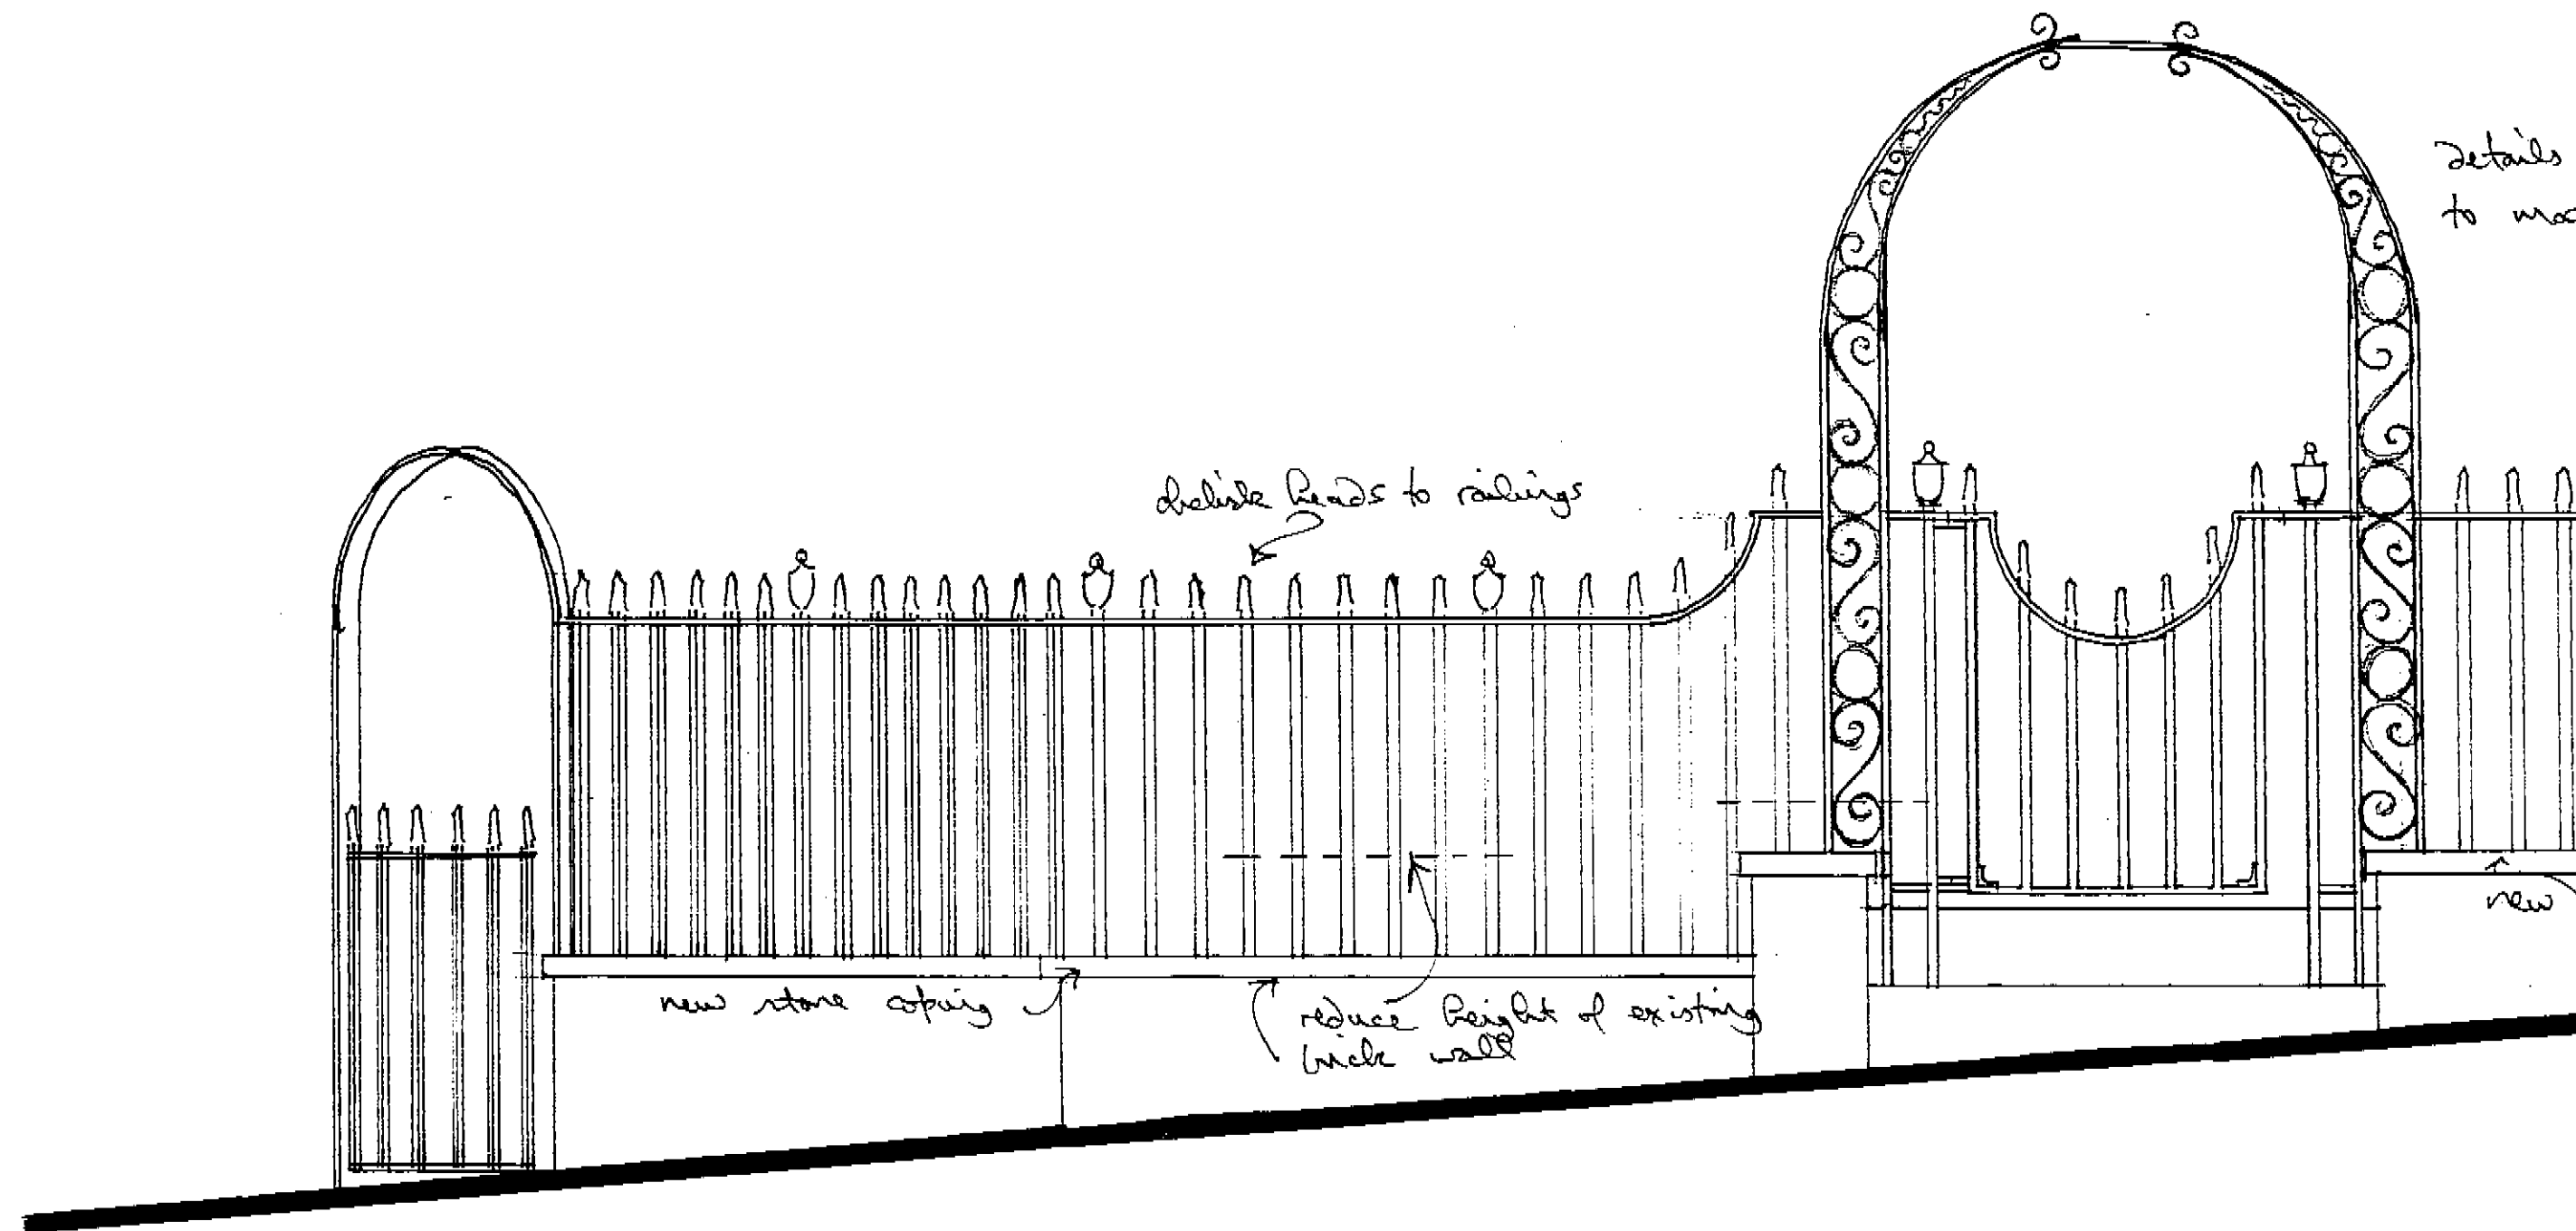 details
to
obelisk heads to railings
new stone coping
reduce height of existing
brick wall
new